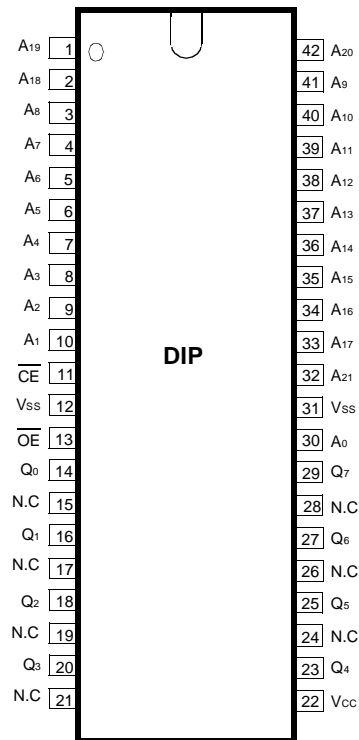 A19 1 42 A20
A18 2 41 A9
A8 3 40 A10
A7 4 39 A11
A6 5 38 A12
A5 6 37 A13
A4 7 36 A14
A3 8 35 A15
A2 9 34 A16
A1 10 33 A17
DIP
CE 11 32 A21
VSS 12 31 VSS
OE 13 30 A0
Q0 14 29 Q7
N.C 15 28 N.C
Q1 16 27 Q6
N.C 17 26 N.C
Q2 18 25 Q5
N.C 19 24 N.C
Q3 20 23 Q4
N.C 21 22 VCC